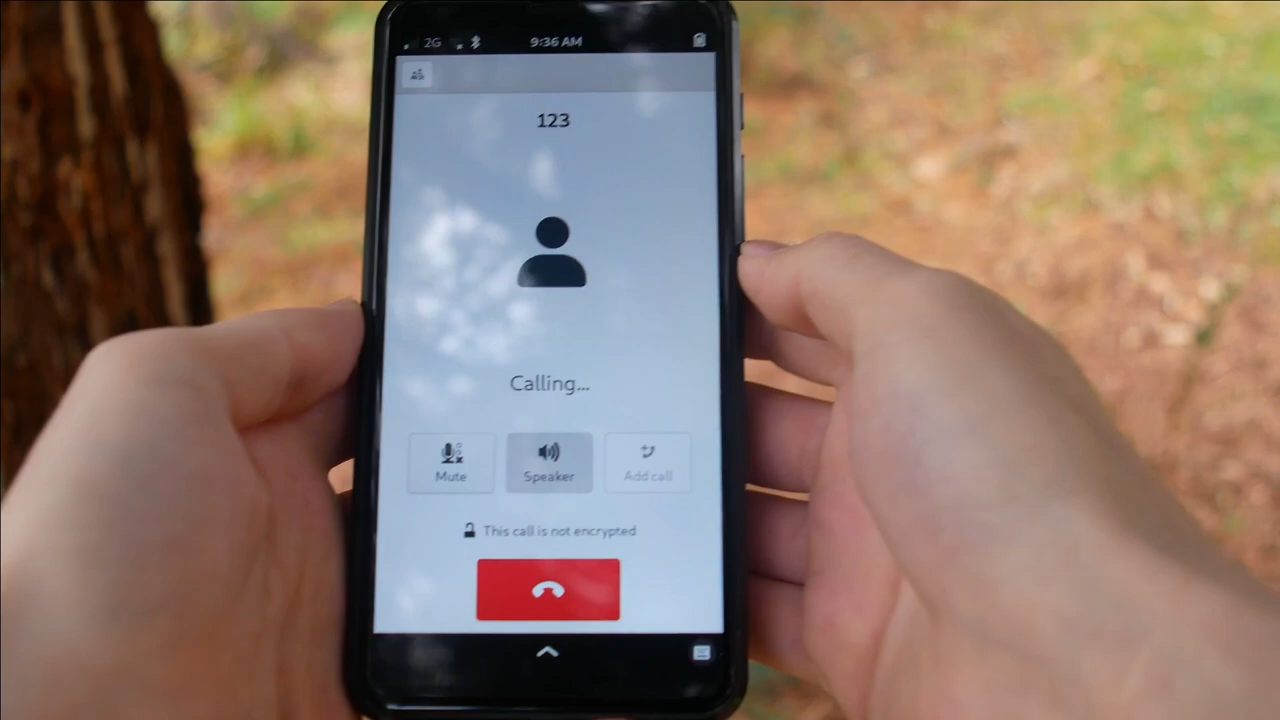 2G 9:36 AM
123
Calling...
Mute Speaker Add call
This call is not encrypted